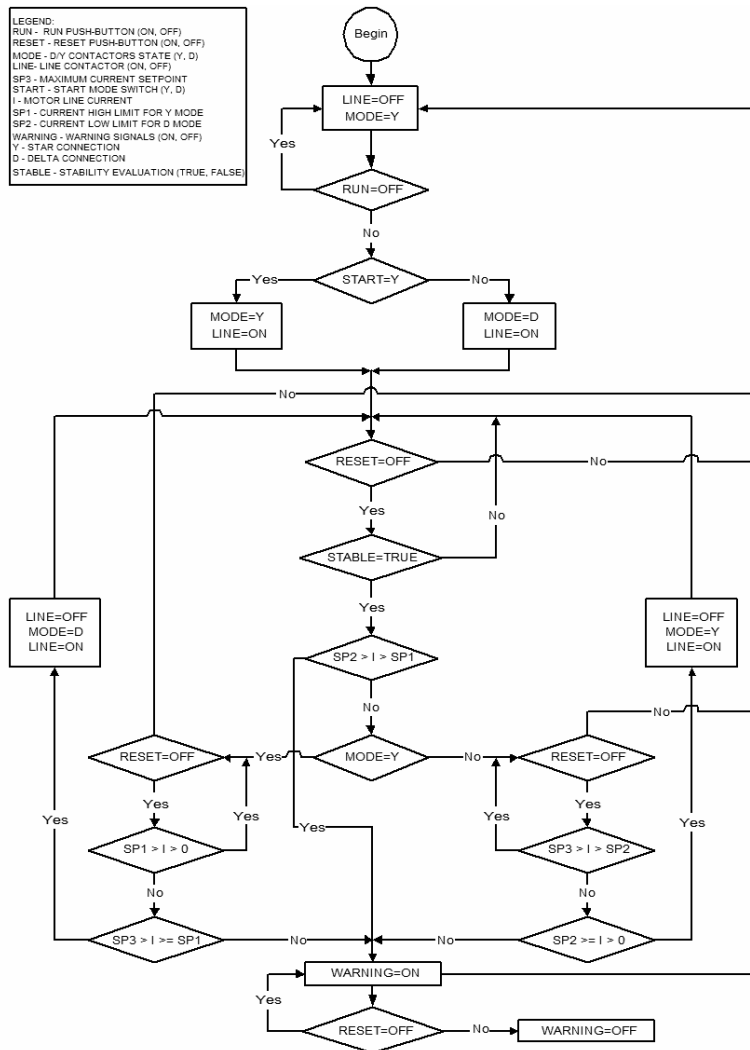 LEGEND:
RUN - RUN PUSH-BUTTON (ON, OFF)
RESET - RESET PUSH-BUTTON (ON, OFF)
MODE - D/Y CONTACTORS STATE (Y, D)
LINE- LINE CONTACTOR (ON, OFF)
SP3 - MAXIMUM CURRENT SETPOINT
START - START MODE SWITCH (Y, D)
I - MOTOR LINE CURRENT
SP1 - CURRENT HIGH LIMIT FOR Y MODE
SP2 - CURRENT LOW LIMIT FOR D MODE
WARNING - WARNING SIGNALS (ON, OFF)
Y - STAR CONNECTION
D - DELTA CONNECTION
STABLE - STABILITY EVALUATION (TRUE, FALSE)
Begin
LINE=OFF
MODE=Y
Yes
RUN=OFF
No
START=Y
Yes
No
MODE=Y
LINE=ON
MODE=D
LINE=ON
No
RESET=OFF
No
Yes
No
STABLE=TRUE
Yes
LINE=OFF
MODE=D
LINE=ON
LINE=OFF
MODE=Y
LINE=ON
SP2 > I > SP1
No
No
RESET=OFF
Yes
MODE=Y
No
RESET=OFF
Yes
Yes
Yes
Yes
Yes
SP1 > I > 0
SP3 > I > SP2
No
No
SP3 > I >= SP1
No
No
SP2 >= I > 0
WARNING=ON
Yes
RESET=OFF
No
WARNING=OFF